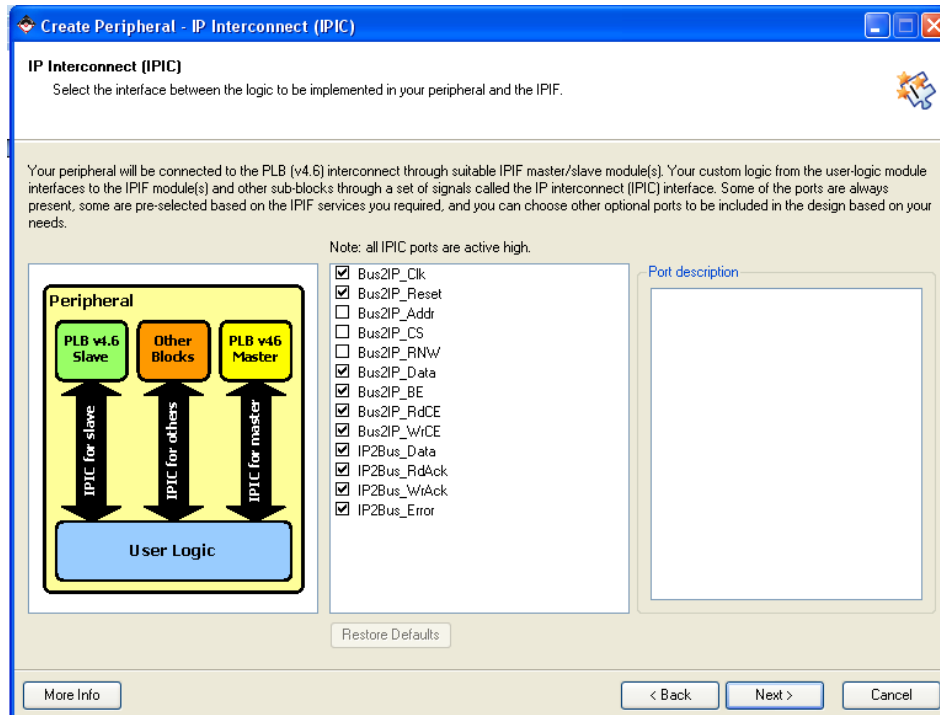 Create Peripheral - IP Interconnect (IPIC)
IP Interconnect (IPIC)
Select the interface between the logic to be implemented in your peripheral and the IPIF.
Your peripheral will be connected to the PLB (v4.6) interconnect through suitable IPIF master/slave module(s). Your custom logic from the user-logic module
interfaces to the IPIF module(s) and other sub-blocks through a set of signals called the IP interconnect (IPIC) interface. Some of the ports are always
present, some are pre-selected based on the IPIF services you required, and you can choose other optional ports to be included in the design based on your
needs.
Note: all IPIC ports are active high.
Peripheral
PLB v4.6
Slave
Other
Blocks
PLB v46
Master
IPIC for slave
IPIC for others
IPIC for master
User Logic
Bus2IP_Clk
Bus2IP_Reset
Bus2IP_Addr
Bus2IP_CS
Bus2IP_RNW
Bus2IP_Data
Bus2IP_BE
Bus2IP_RdCE
Bus2IP_WrCE
IP2Bus_Data
IP2Bus_RdAck
IP2Bus_WrAck
IP2Bus_Error
Port description
Restore Defaults
More Info
< Back
Next >
Cancel